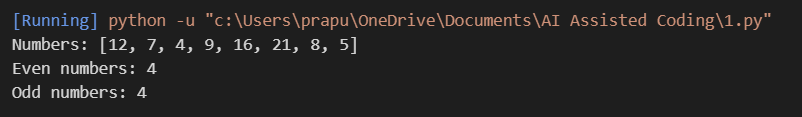 [Running] python -u "c:\Users\prapu\OneDrive\Documents\AI Assisted Coding\1.py"
Numbers: [12, 7, 4, 9, 16, 21, 8, 5]
Even numbers: 4
Odd numbers: 4